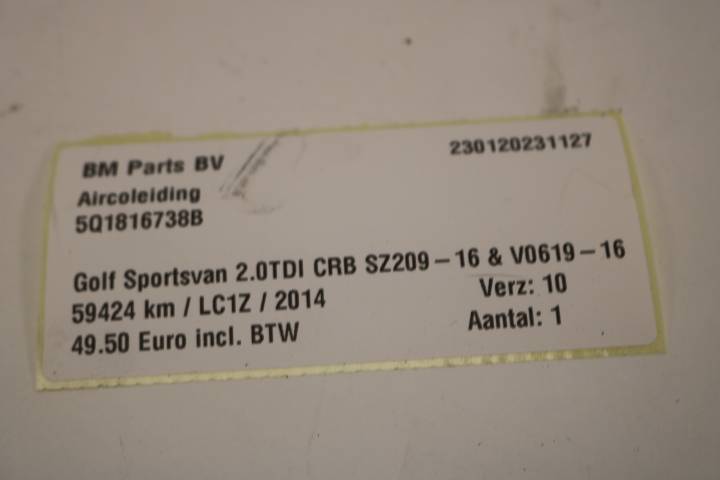 BM Parts BV 230120231127
Aircoleiding
5Q1816738B
Golf Sportsvan 2.0TDI CRB SZ209-16 & V0619-16
59424 km / LC1Z / 2014 Verz: 10
49.50 Euro incl. BTW Aantal: 1